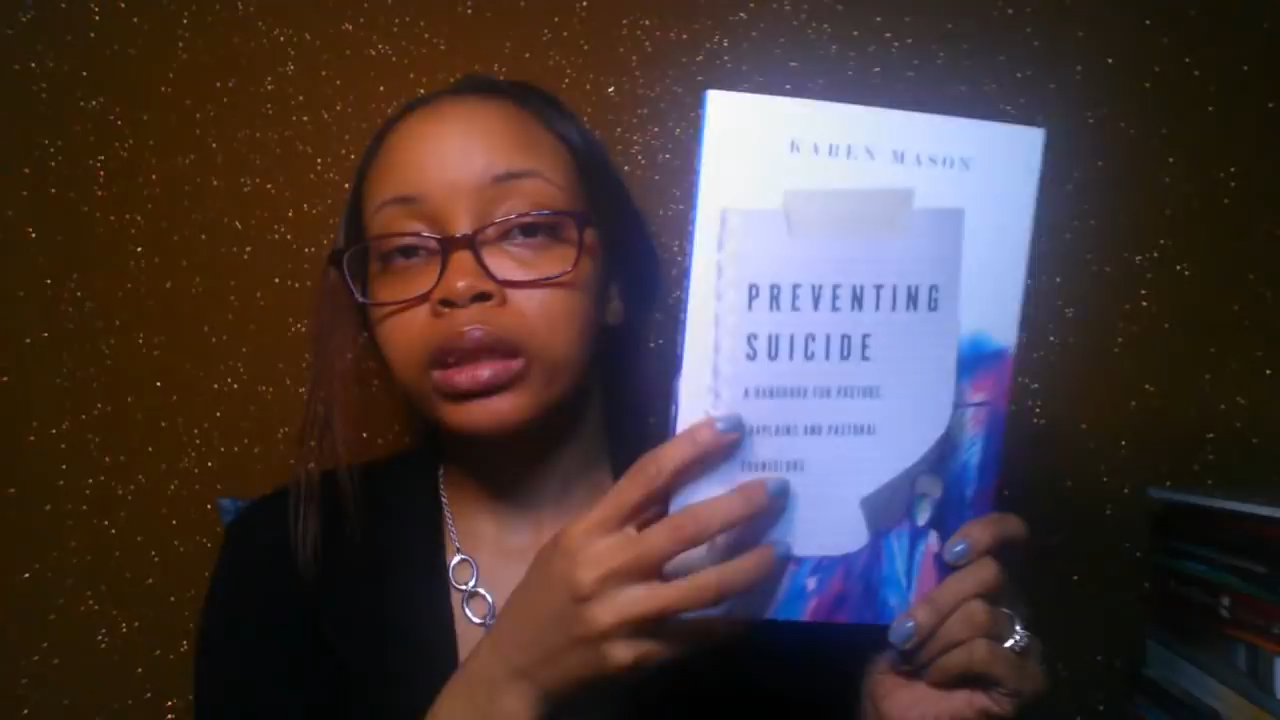 KAREN MASON
PREVENTING
SUICIDE
A HANDBOOK FOR PASTORS,
CHAPLAINS AND PASTORAL
COUNSELORS